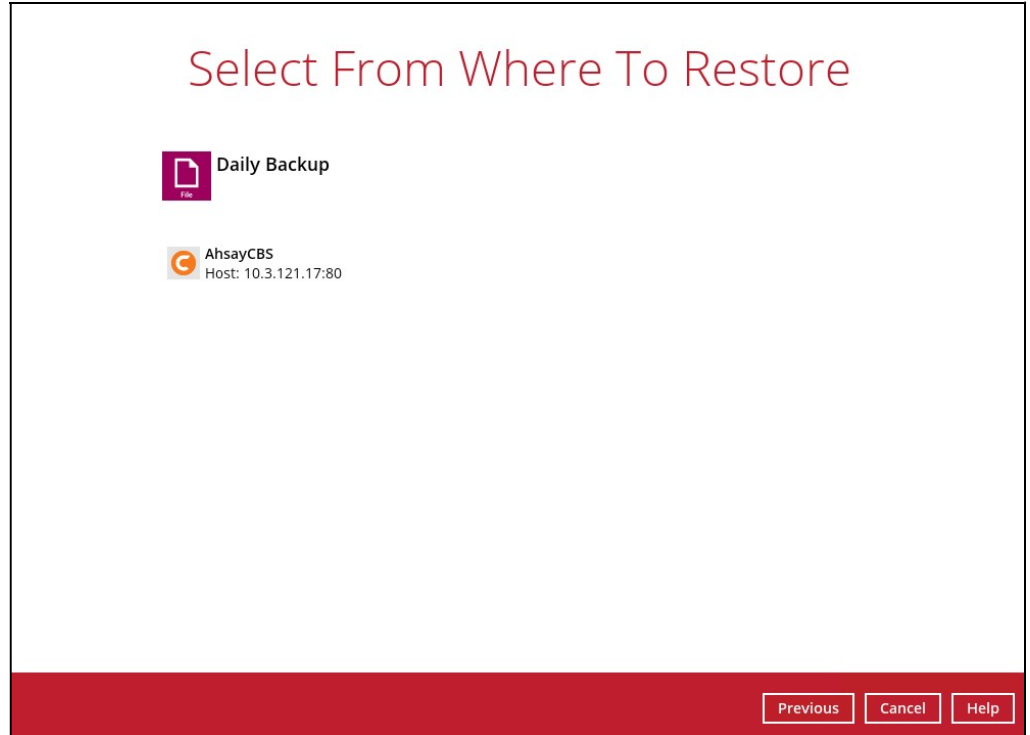 Select From Where To Restore
Daily Backup
File
AhsayCBS
Host: 10.3.121.17:80
Previous Cancel Help